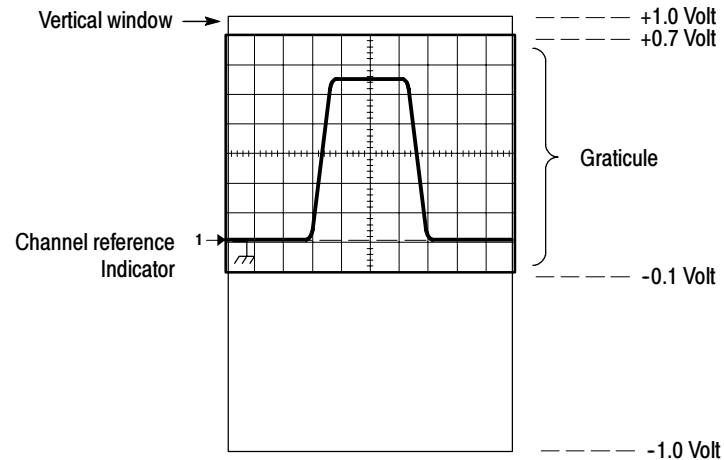 Vertical window
+1.0 Volt
+0.7 Volt
Graticule
Channel reference
Indicator
1
-0.1 Volt
-1.0 Volt